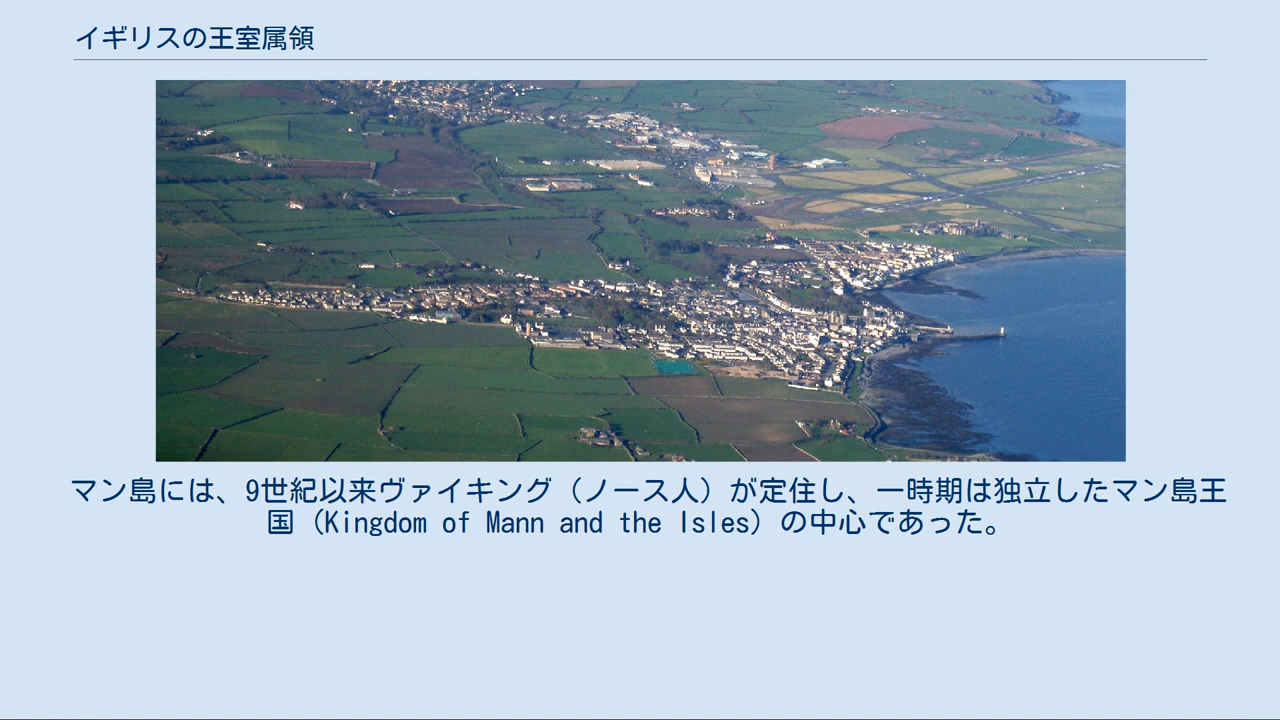 イギリスの王室属領
マン島には、9世紀以来ヴァイキング（ノース人）が定住し、一時期は独立したマン島王
国（Kingdom of Mann and the Isles）の中心であった。